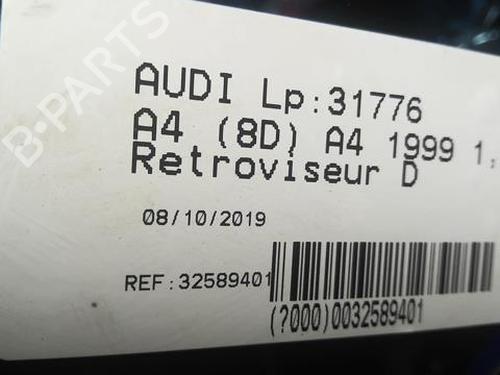 B-PARTS
AUDI Lp:31776
A4 (8D) A4 1999 1,
Retroviseur D
08/10/2019
REF:32589401
(?000)0032589401